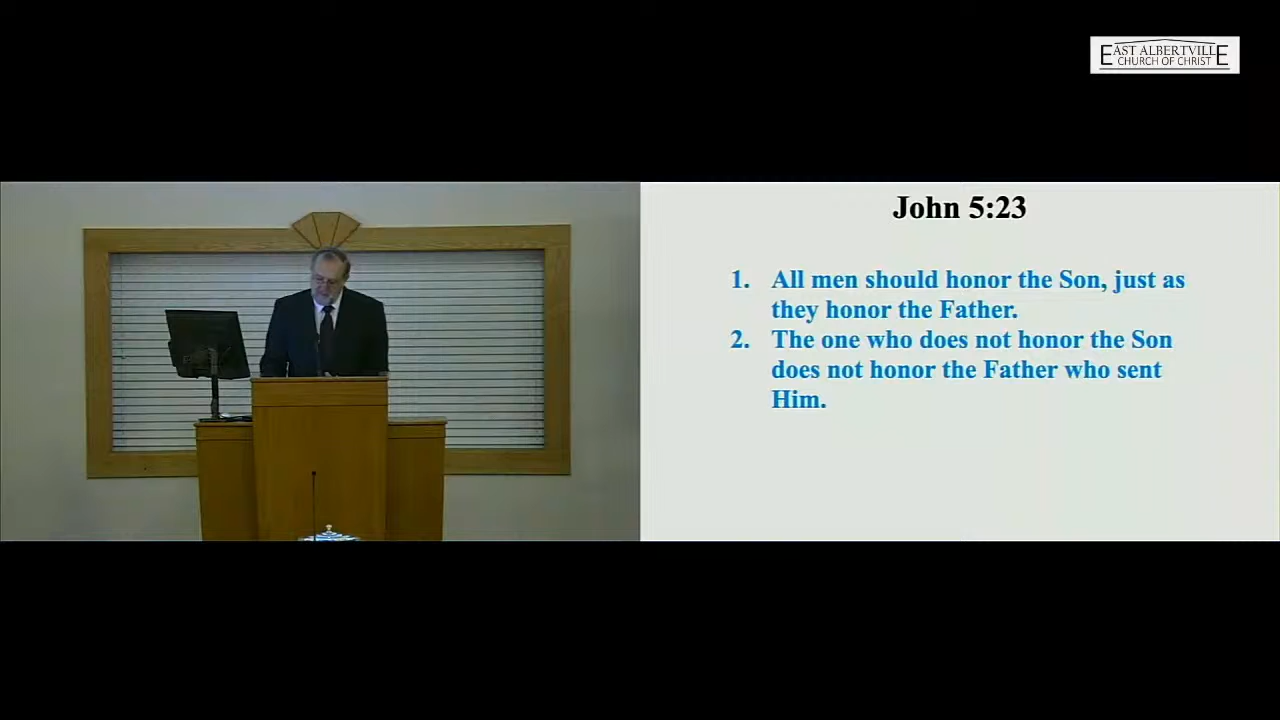 EAST ALBERTVILLE
CHURCH OF CHRIST
John 5:23
1. All men should honor the Son, just as
they honor the Father.
2. The one who does not honor the Son
does not honor the Father who sent
Him.